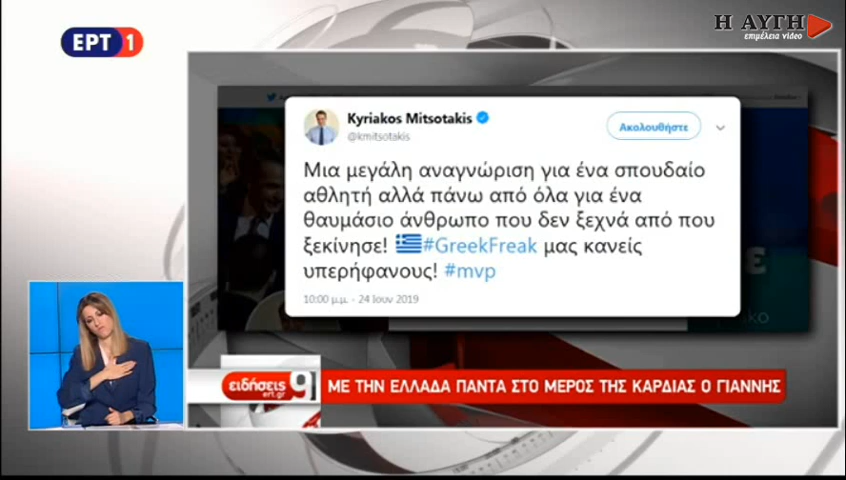 ΕΡΤ 1
Η ΑΥΓΗ
επιμέλεια video
Kyriakos Mitsotakis
@kmitsotakis
Ακολουθήστε
Μια μεγάλη αναγνώριση για ένα σπουδαίο
αθλητή αλλά πάνω από όλα για ένα
θαυμάσιο άνθρωπο που δεν ξεχνά από που
ξεκίνησε! #GreekFreak μας κανείς
υπερήφανους! #mvp
10:00 μ.μ. - 24 Ιουν 2019
ειδήσεις 9
ert.gr
ΜΕ ΤΗΝ ΕΛΛΑΔΑ ΠΑΝΤΑ ΣΤΟ ΜΕΡΟΣ ΤΗΣ ΚΑΡΔΙΑΣ Ο ΓΙΑΝΝΗΣ